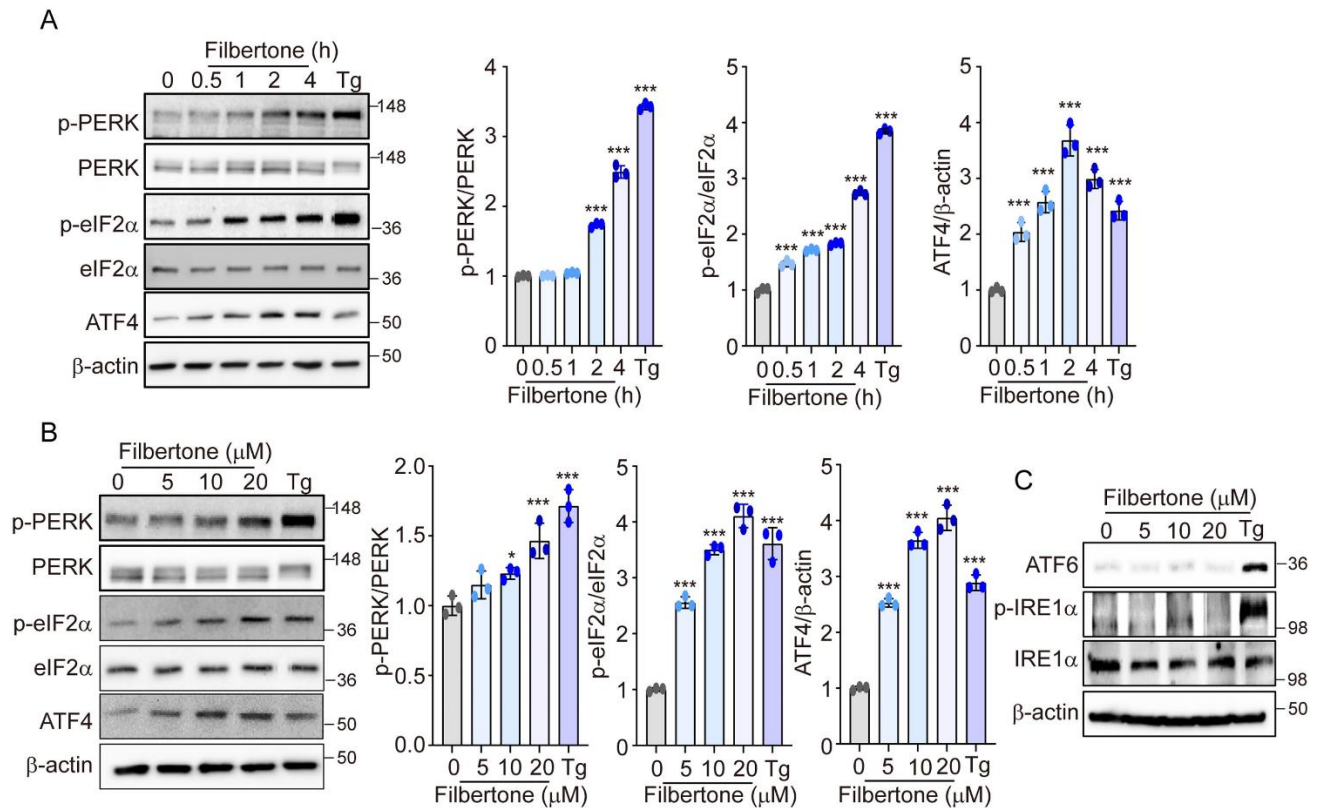 A
Filbertone (h)
0 0.5 1 2 4 Tg
p-PERK
148
PERK
148
p-eIF2α
36
eIF2α
36
ATF4
50
β-actin
50
p-PERK/PERK
4
3
2
1
***
***
***
0 0.5 1 2 4 Tg
Filbertone (h)
p-eIF2α/eIF2α
5
4
3
2
1
0
***
***
***
***
***
0 0.5 1 2 4 Tg
Filbertone (h)
ATF4/β-actin
5
4
3
2
1
0
***
***
***
***
***
0 0.5 1 2 4 Tg
Filbertone (h)
B
Filbertone (μM)
0 5 10 20 Tg
p-PERK
148
PERK
148
p-eIF2α
36
eIF2α
36
ATF4
50
β-actin
50
p-PERK/PERK
2.0
1.5
1.0
0.5
0.0
*
***
***
0 5 10 20 Tg
Filbertone (μM)
p-eIF2α/eIF2α
5
4
3
2
1
0
***
***
***
***
0 5 10 20 Tg
Filbertone (μM)
ATF4/β-actin
5
4
3
2
1
0
***
***
***
***
0 5 10 20 Tg
Filbertone (μM)
C
Filbertone (μM)
0 5 10 20 Tg
ATF6
36
p-IRE1α
98
IRE1α
98
β-actin
50